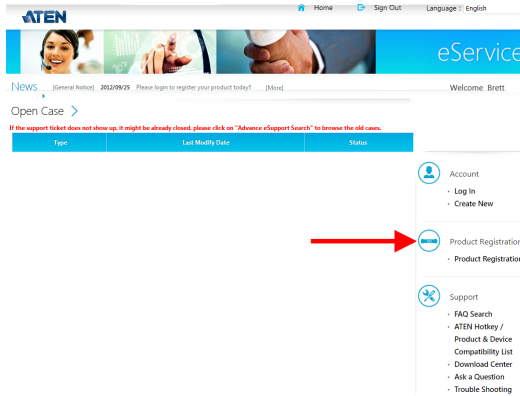 ATEN
Home Sign Out Language : English
eService
News [General Notice] 2012/09/25 Please login to register your product today!! [More]
Welcome Brett
Open Case >
If the support ticket does not show up, it might be already closed, please click on "Advance eSupport Search" to browse the old cases.
Type Last Modify Date Status
Account
· Log In
· Create New
Product Registration
· Product Registration
Support
· FAQ Search
· ATEN Hotkey /
Product & Device
Compatibility List
· Download Center
· Ask a Question
· Trouble Shooting